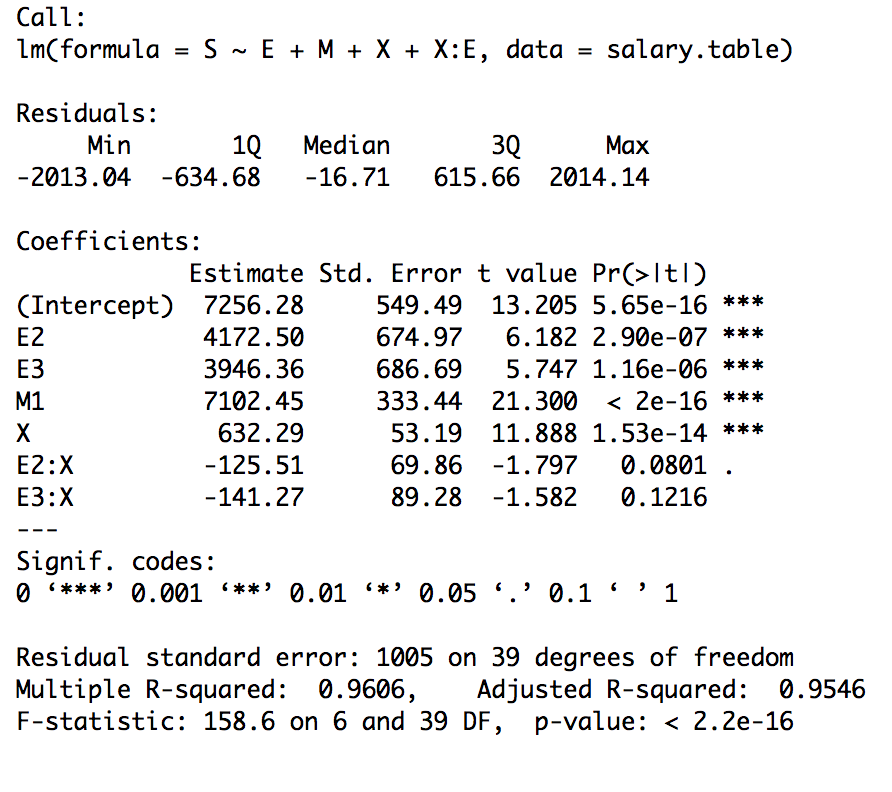 Call:
lm(formula = S ~ E + M + X + X:E, data = salary.table)
Residuals:
     Min       1Q   Median       3Q      Max
-2013.04  -634.68   -16.71   615.66  2014.14
Coefficients:
            Estimate Std. Error t value Pr(>|t|)
(Intercept)  7256.28     549.49  13.205 5.65e-16 ***
E2           4172.50     674.97   6.182 2.90e-07 ***
E3           3946.36     686.69   5.747 1.16e-06 ***
M1           7102.45     333.44  21.300  < 2e-16 ***
X             632.29      53.19  11.888 1.53e-14 ***
E2:X         -125.51      69.86  -1.797   0.0801 .
E3:X         -141.27      89.28  -1.582   0.1216
---
Signif. codes:
0 ‘***’ 0.001 ‘**’ 0.01 ‘*’ 0.05 ‘.’ 0.1 ‘ ’ 1
Residual standard error: 1005 on 39 degrees of freedom
Multiple R-squared:  0.9606,    Adjusted R-squared:  0.9546
F-statistic: 158.6 on 6 and 39 DF,  p-value: < 2.2e-16